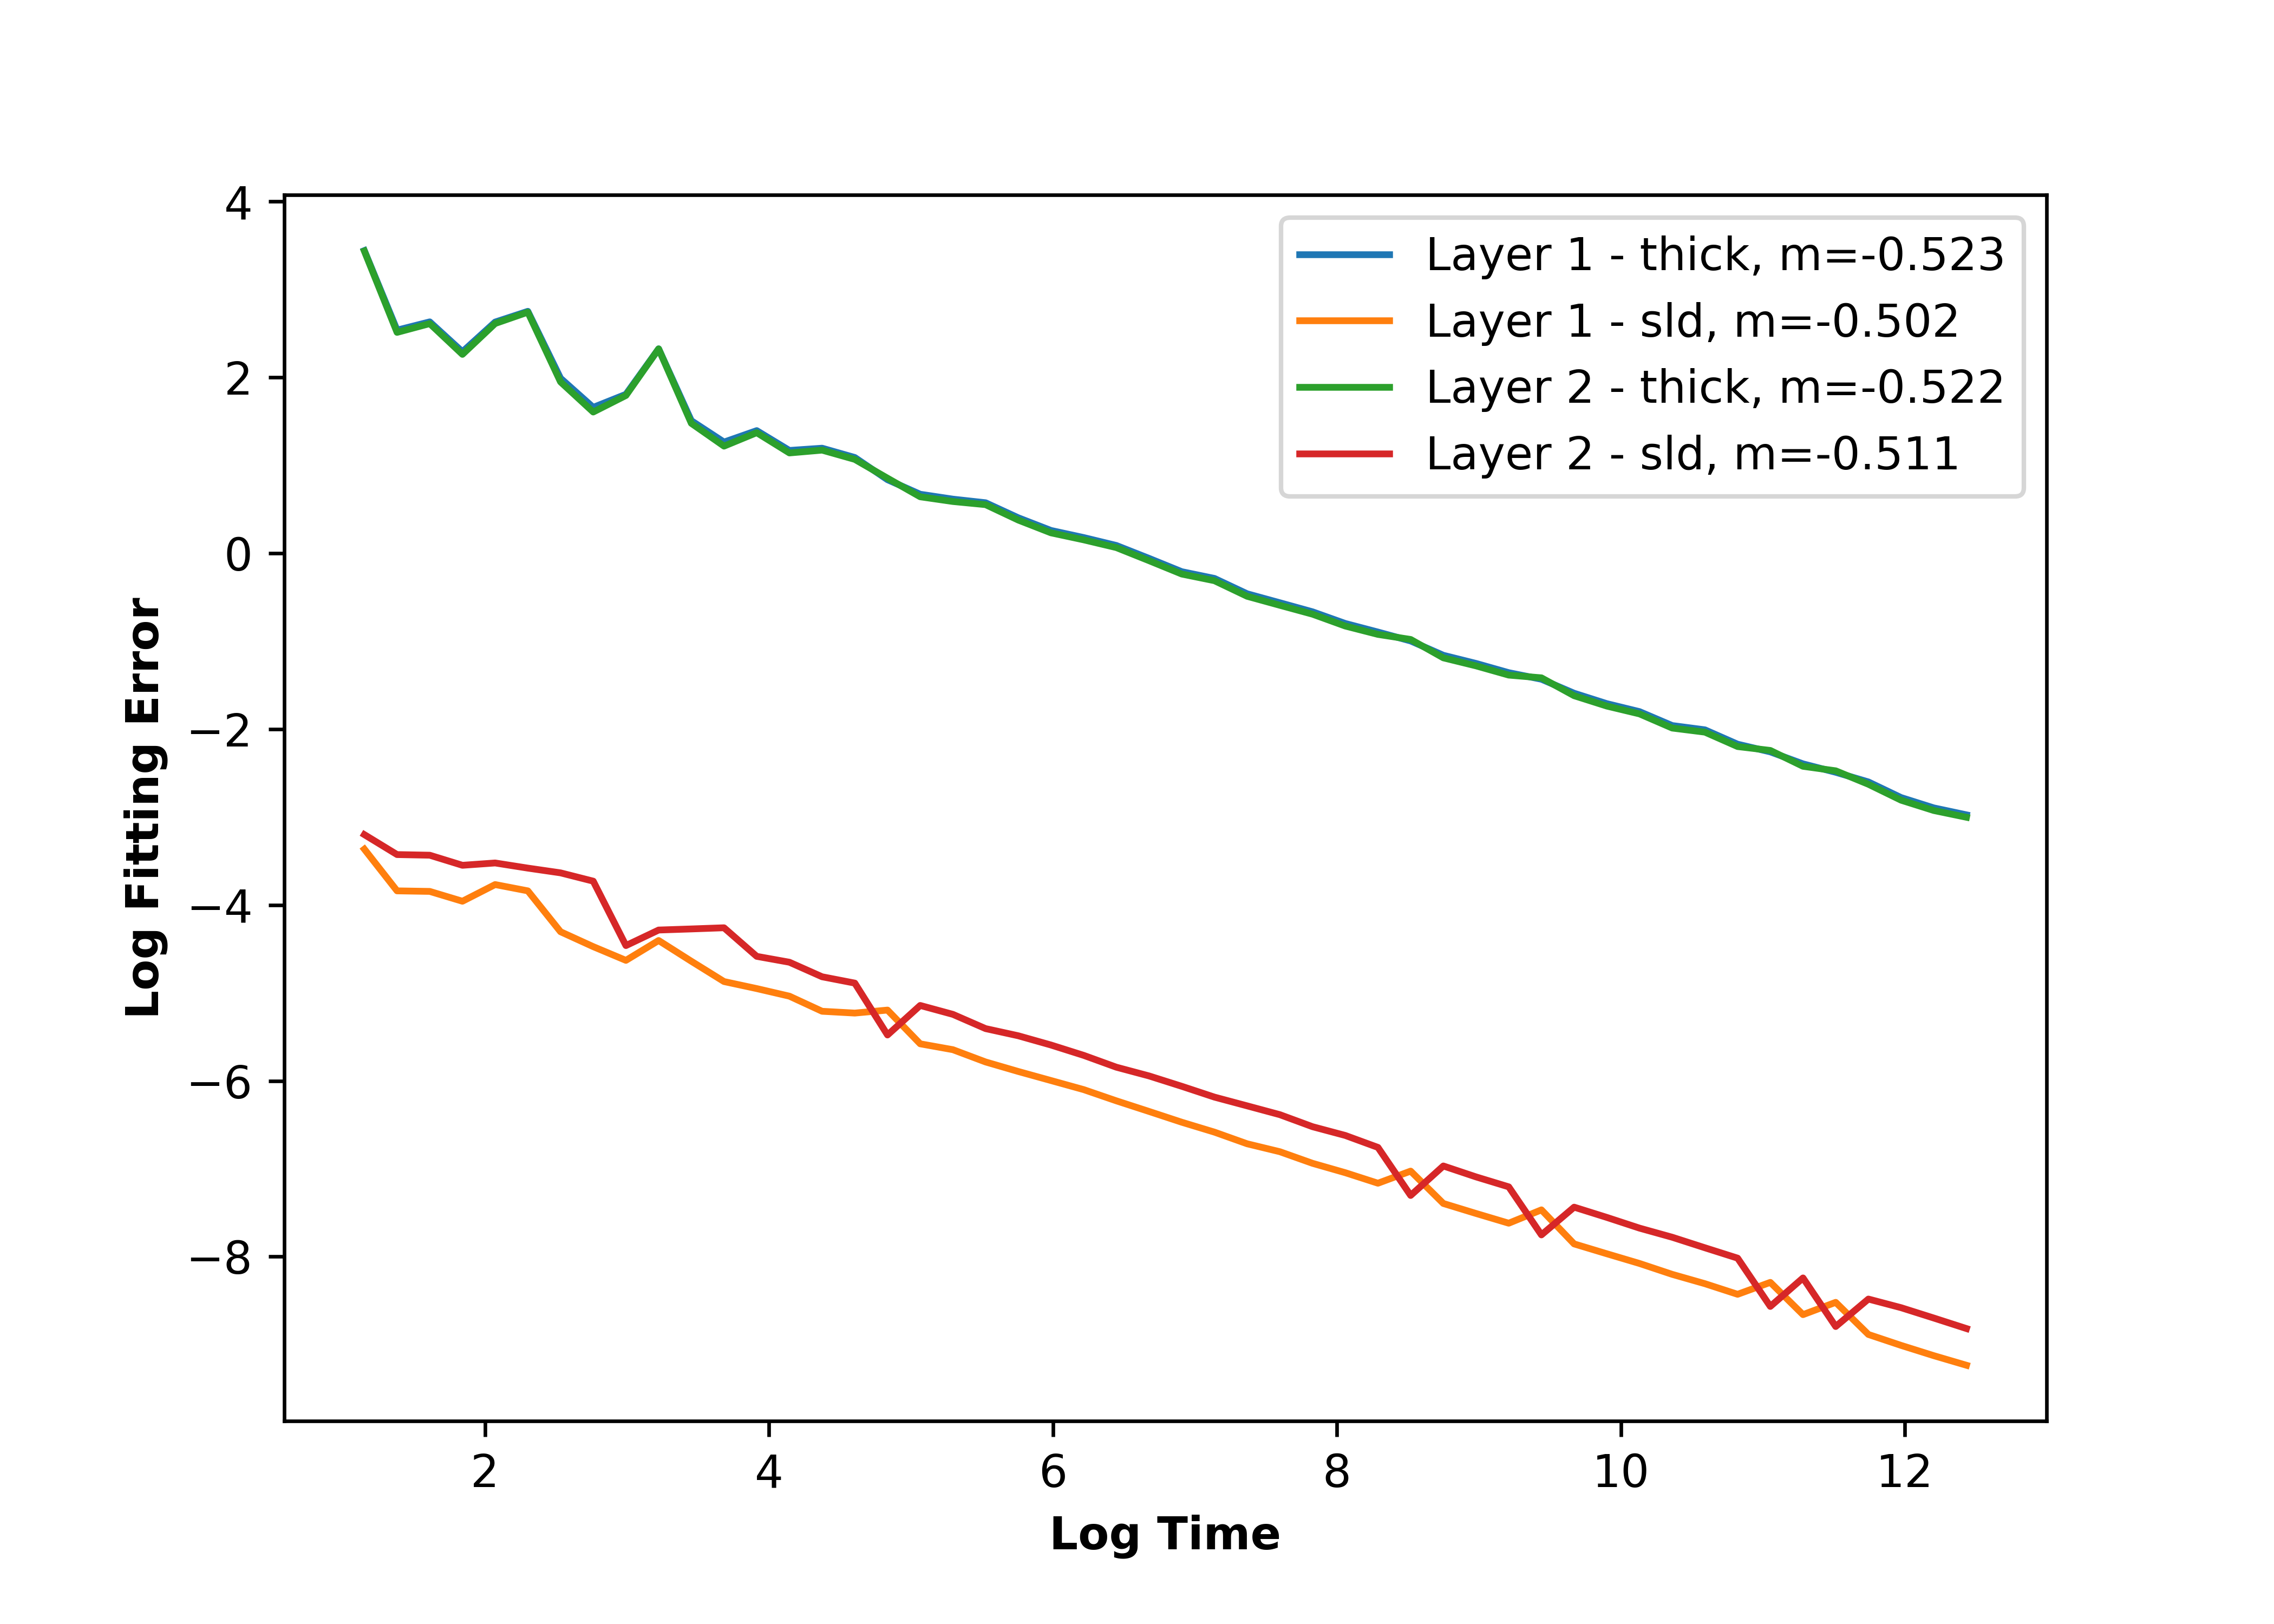 4
2
0
−2
−4
−6
−8
Log Fitting Error
Layer 1 - thick, m=-0.523
Layer 1 - sld, m=-0.502
Layer 2 - thick, m=-0.522
Layer 2 - sld, m=-0.511
2 4 6 8 10 12
Log Time